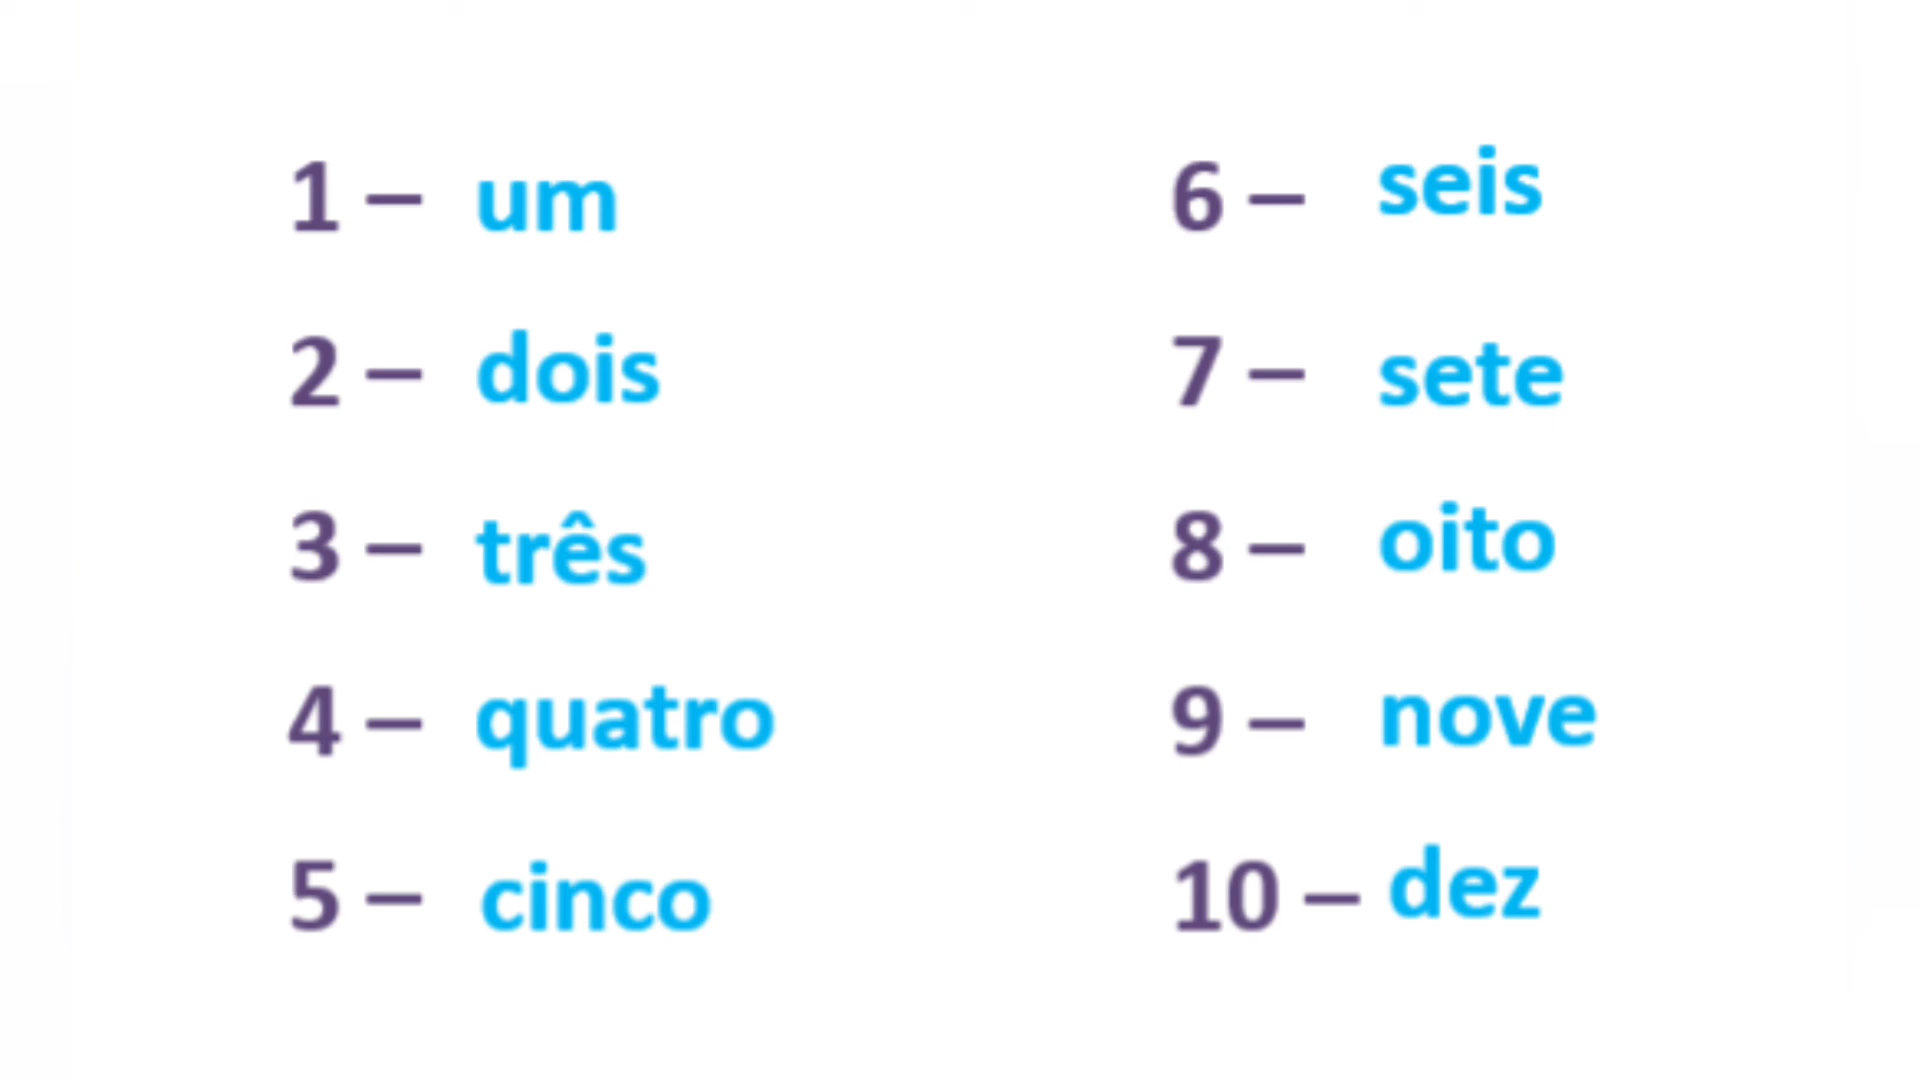 1 – um
2 – dois
3 – três
4 – quatro
5 – cinco
6 – seis
7 – sete
8 – oito
9 – nove
10 – dez